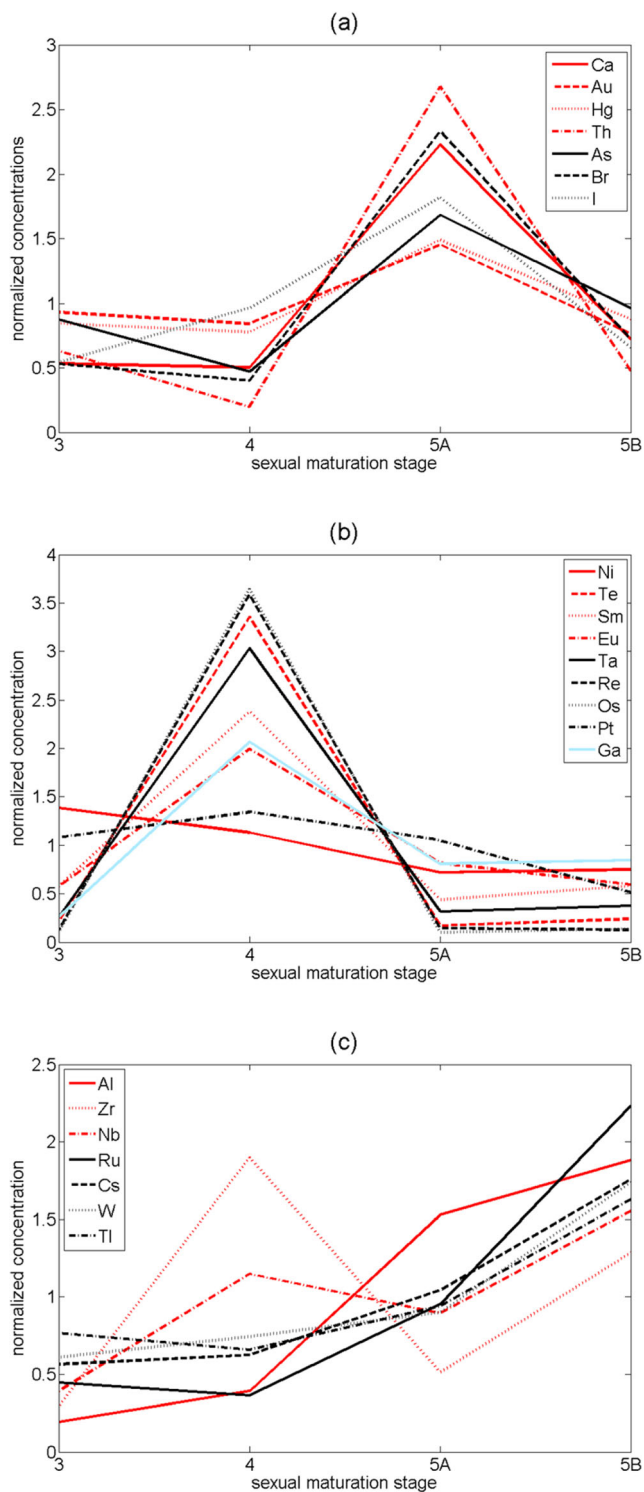 (a)
3
2.5
2
1.5
1
0.5
0
normalized concentrations
Ca
Au
Hg
Th
As
Br
I
3
4
5A
5B
sexual maturation stage
(b)
4
3.5
3
2.5
2
1.5
1
0.5
0
normalized concentration
Ni
Te
Sm
Eu
Ta
Re
Os
Pt
Ga
3
4
5A
5B
sexual maturation stage
(c)
2.5
2
1.5
1
0.5
0
normalized concentration
Al
Zr
Nb
Ru
Cs
W
Tl
3
4
5A
5B
sexual maturation stage